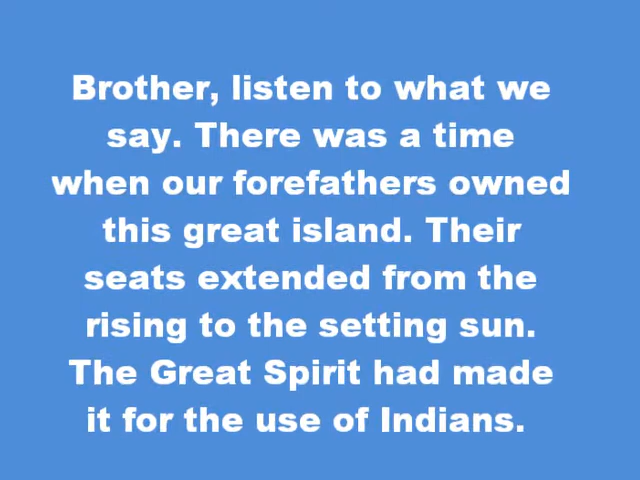 Brother, listen to what we
say. There was a time
when our forefathers owned
this great island. Their
seats extended from the
rising to the setting sun.
The Great Spirit had made
it for the use of Indians.